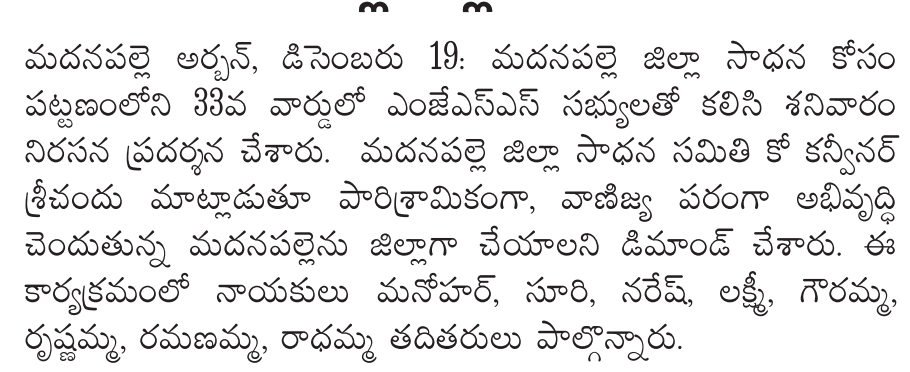 మదనపల్లె అర్బన్, డిసెంబరు 19: మదనపల్లె జిల్లా సాధన కోసం
పట్టణంలోని 33వ వార్డులో ఎంజేఎస్ఎస్ సభ్యులతో కలిసి శనివారం
నిరసన ప్రదర్శన చేశారు. మదనపల్లె జిల్లా సాధన సమితి కో కన్వీనర్
శ్రీచందు మాట్లాడుతూ పారిశ్రామికంగా, వాణిజ్య పరంగా అభివృద్ధి
చెందుతున్న మదనపల్లెను జిల్లాగా చేయాలని డిమాండ్ చేశారు. ఈ
కార్యక్రమంలో నాయకులు మనోహర్, సూరి, నరేష్, లక్ష్మీ, గౌరమ్మ,
రృష్ణమ్మ, రమణమ్మ, రాధమ్మ తదితరులు పాల్గొన్నారు.